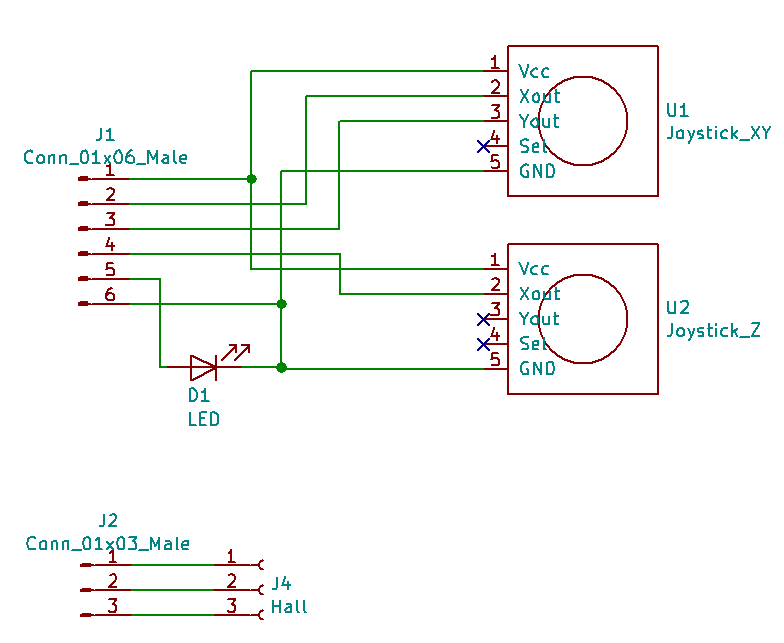 1 Vcc
2 Xout
3 Yout
4 Sel
5 GND
U1
Joystick_XY
J1
Conn_01x06_Male
1
2
3
4
5
6
1 Vcc
2 Xout
3 Yout
4 Sel
5 GND
U2
Joystick_Z
D1
LED
J2
Conn_01x03_Male
1 1
2 2
3 3
J4
Hall